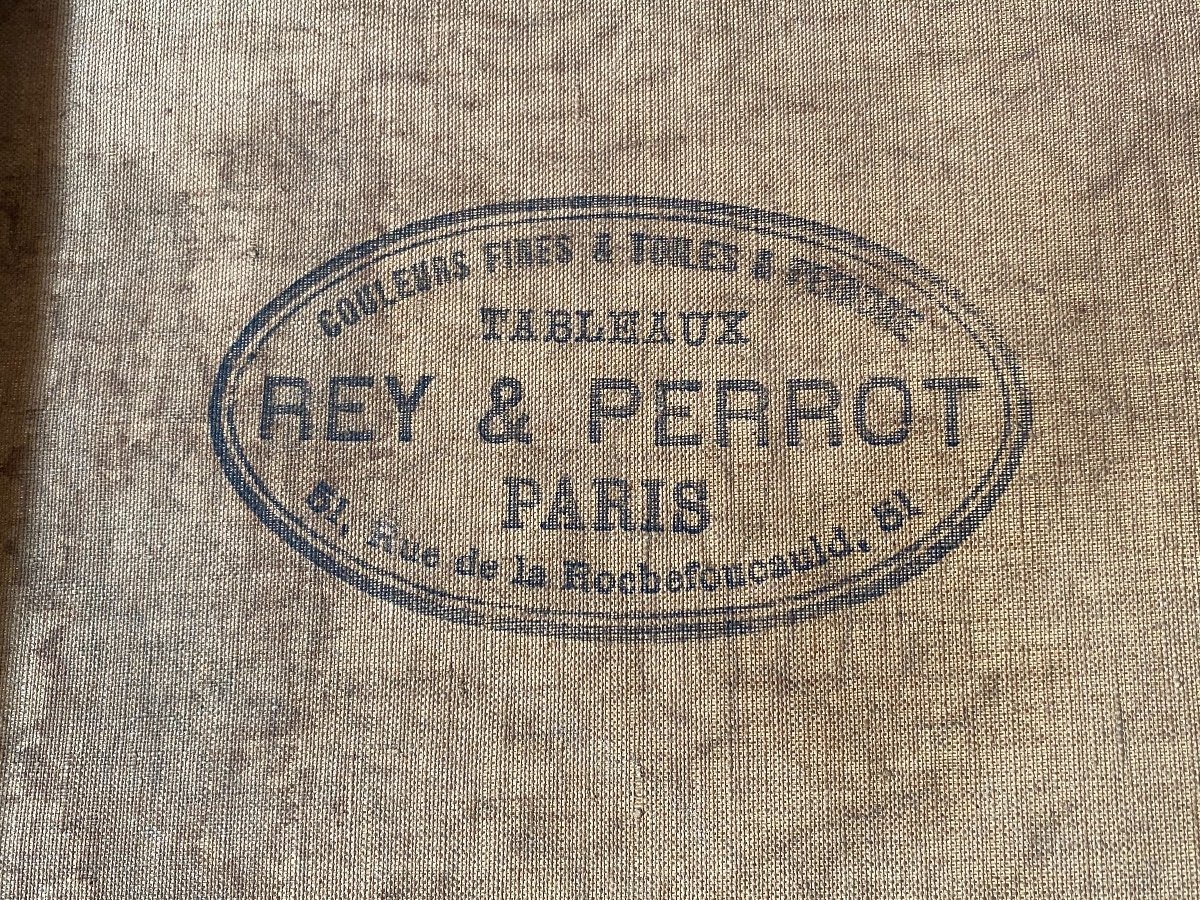 COULEURS FINES & TOILES À PEINDRE
TABLEAUX
REY & PERROT
PARIS
51, Rue de la Rochefoucauld, 51